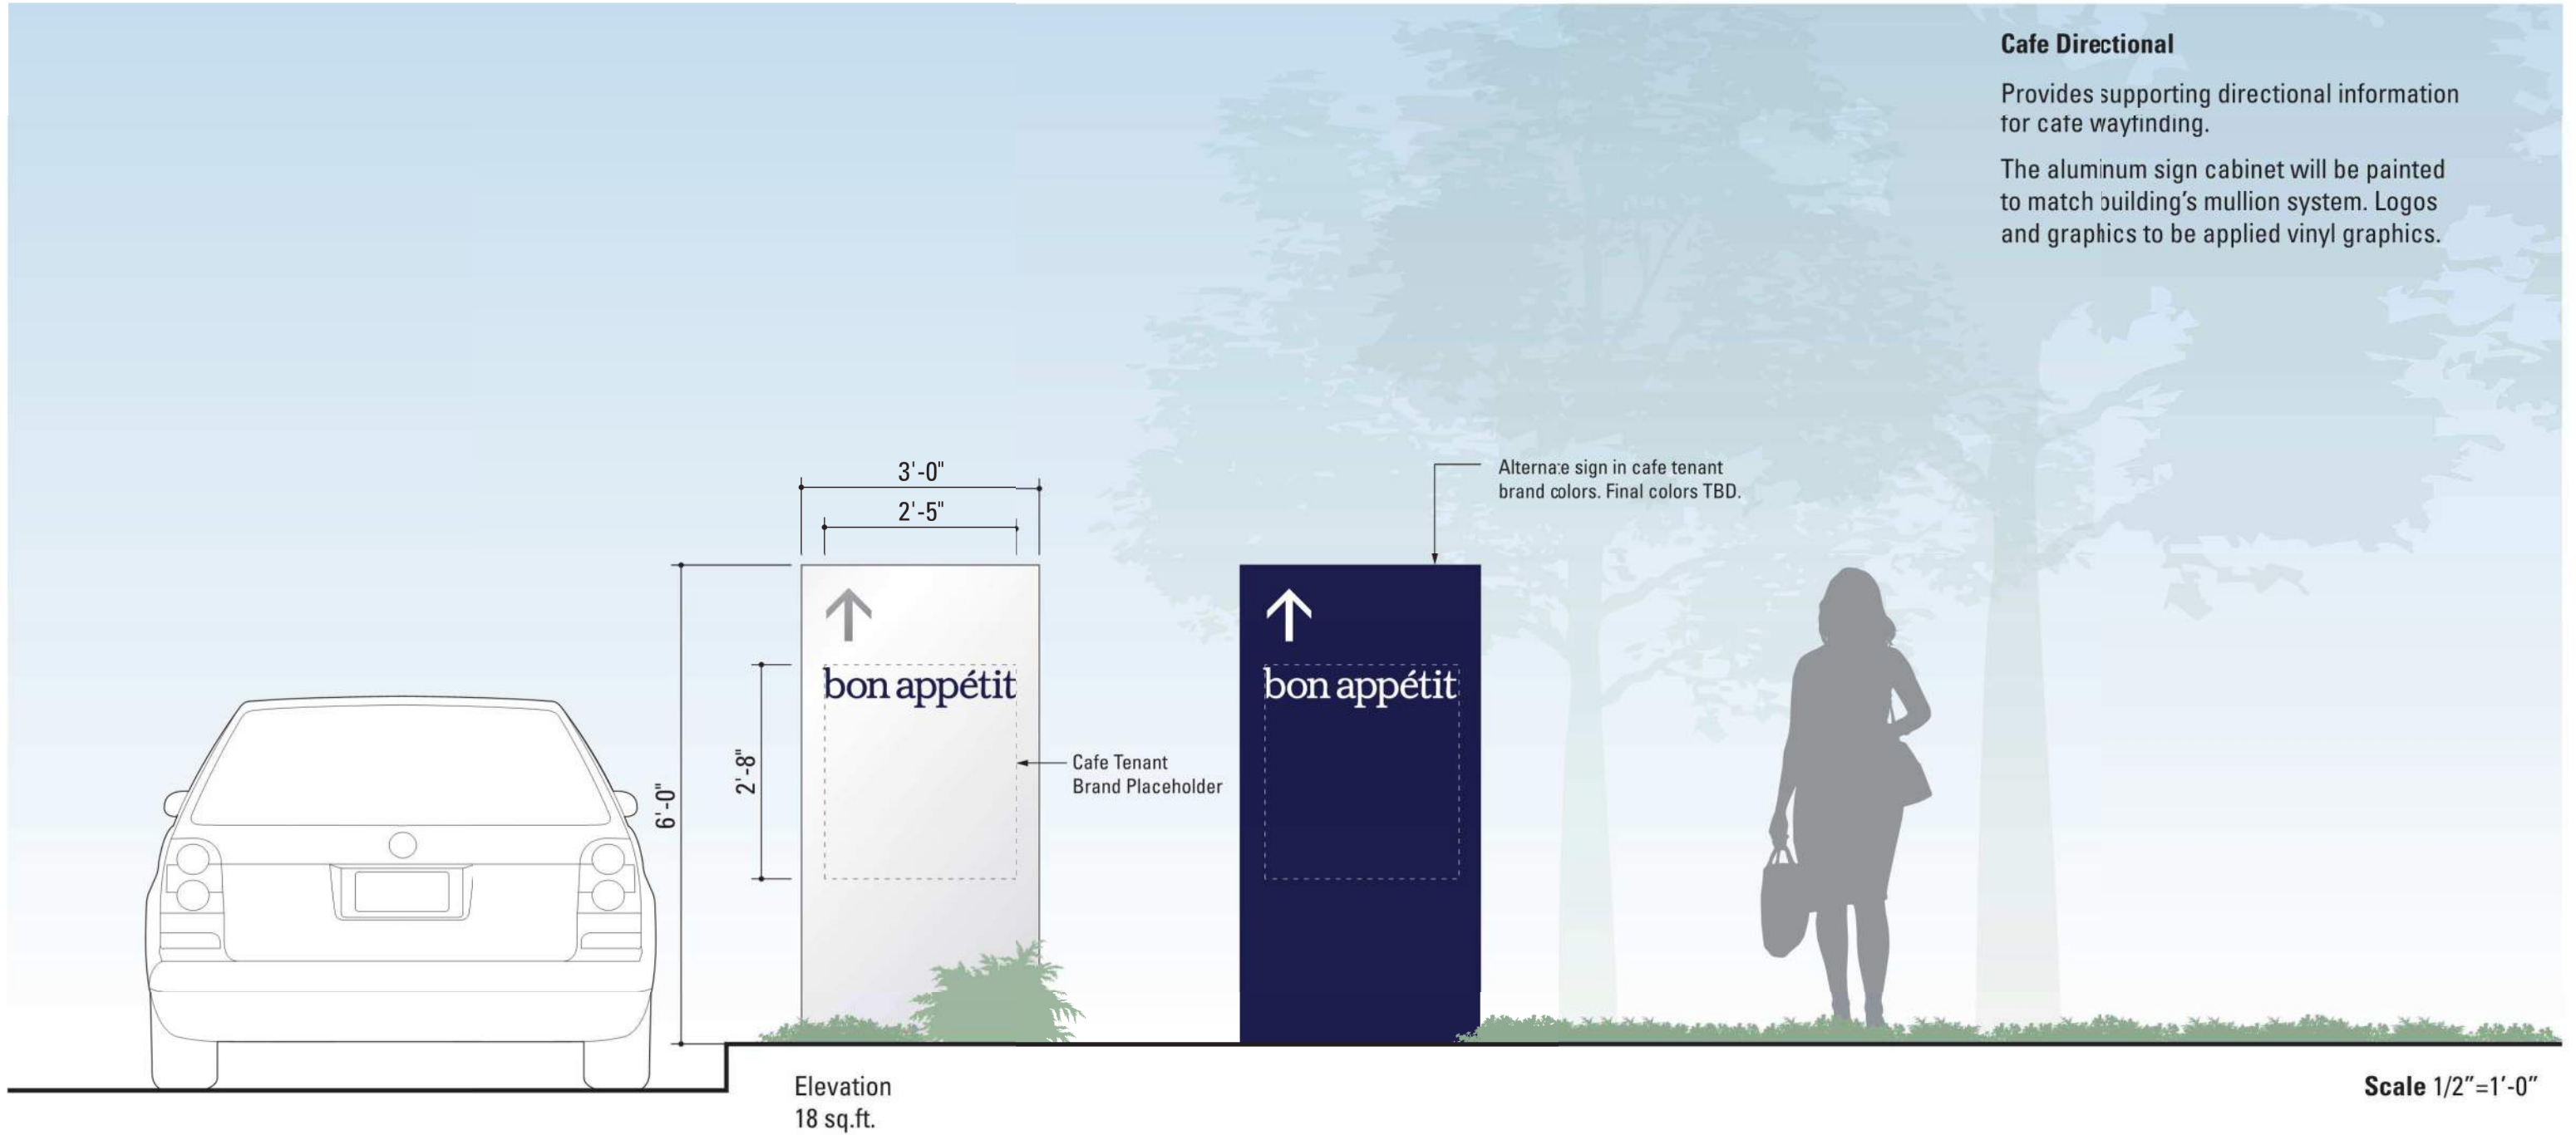 Cafe Directional
Provides supporting directional information
for cafe wayfinding.
The aluminum sign cabinet will be painted
to match building's mullion system. Logos
and graphics to be applied vinyl graphics.
3'-0"
2'-5"
Alternate sign in cafe tenant
brand colors. Final colors TBD.
bon appétit
bon appétit
2'-8"
6'-0"
Cafe Tenant
Brand Placeholder
Elevation
18 sq.ft.
Scale 1/2"=1'-0"